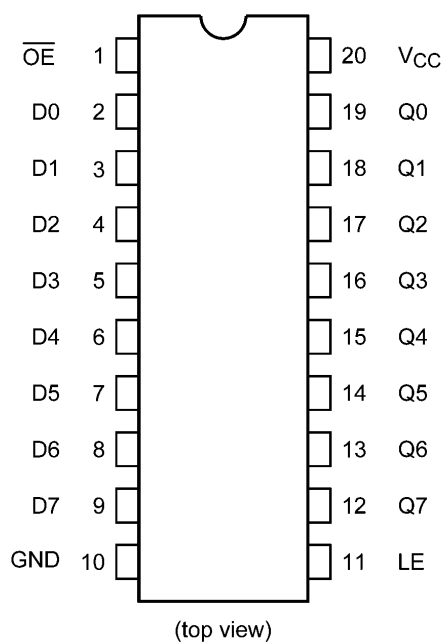 O̅E̅ 1 20 VCC
D0 2 19 Q0
D1 3 18 Q1
D2 4 17 Q2
D3 5 16 Q3
D4 6 15 Q4
D5 7 14 Q5
D6 8 13 Q6
D7 9 12 Q7
GND 10 11 LE
(top view)